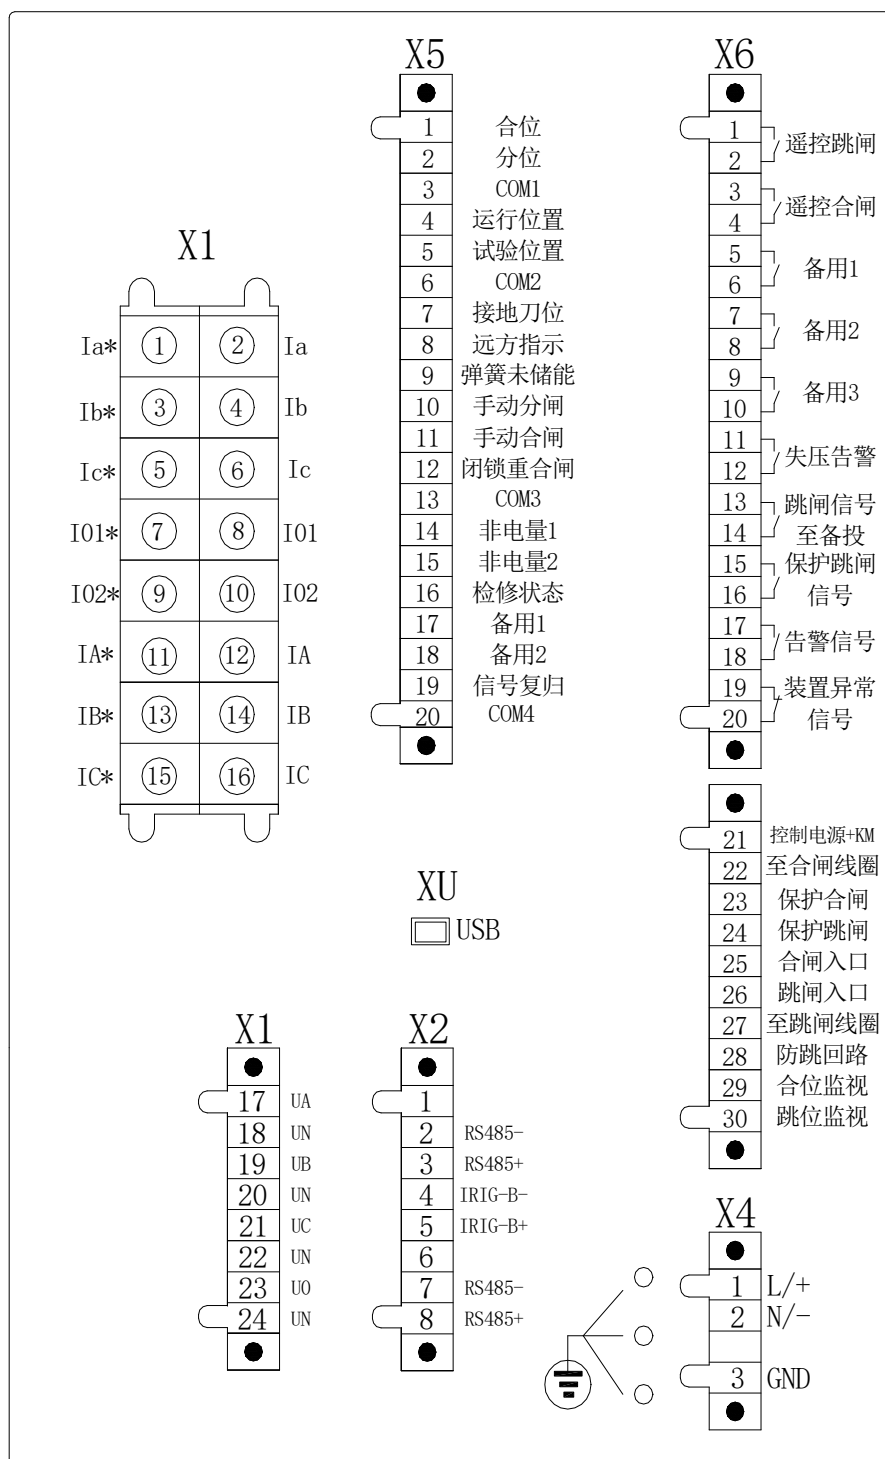 X1
Ia* 1 2 Ia
Ib* 3 4 Ib
Ic* 5 6 Ic
I01* 7 8 I01
I02* 9 10 I02
IA* 11 12 IA
IB* 13 14 IB
IC* 15 16 IC
X5
1 合位
2 分位
3 COM1
4 运行位置
5 试验位置
6 COM2
7 接地刀位
8 远方指示
9 弹簧未储能
10 手动分闸
11 手动合闸
12 闭锁重合闸
13 COM3
14 非电量1
15 非电量2
16 检修状态
17 备用1
18 备用2
19 信号复归
20 COM4
X6
1
2 遥控跳闸
3
4 遥控合闸
5
6 备用1
7
8 备用2
9
10 备用3
11
12 失压告警
13 跳闸信号
14 至备投
15 保护跳闸
16 信号
17
18 告警信号
19 装置异常
20 信号
21 控制电源+KM
22 至合闸线圈
23 保护合闸
24 保护跳闸
25 合闸入口
26 跳闸入口
27 至跳闸线圈
28 防跳回路
29 合位监视
30 跳位监视
XU
USB
X1
17 UA
18 UN
19 UB
20 UN
21 UC
22 UN
23 U0
24 UN
X2
1
2 RS485-
3 RS485+
4 IRIG-B-
5 IRIG-B+
6
7 RS485-
8 RS485+
X4
1 L/+
2 N/-
3 GND